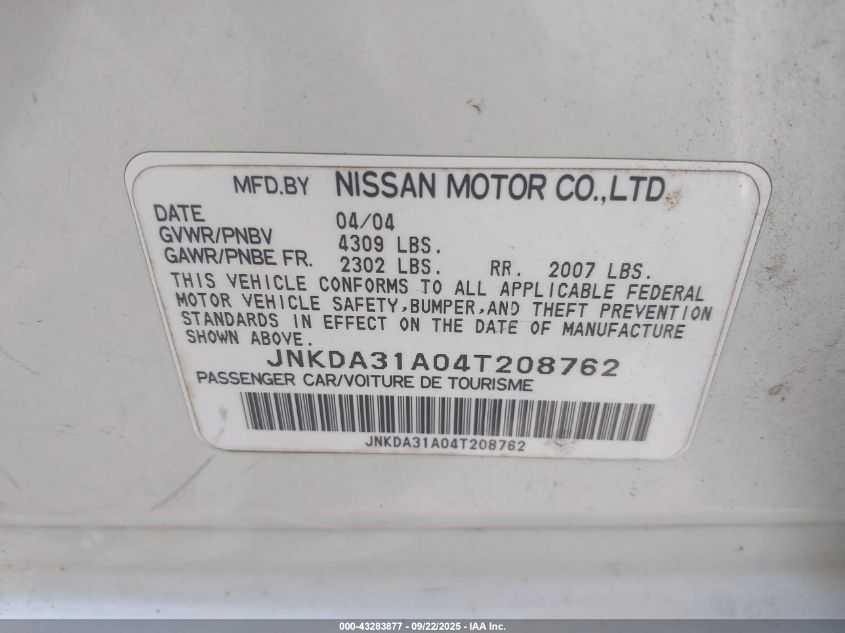 MFD.BY NISSAN MOTOR CO.,LTD.
DATE 04/04
GVWR/PNBV 4309 LBS.
GAWR/PNBE FR. 2302 LBS. RR. 2007 LBS.
THIS VEHICLE CONFORMS TO ALL APPLICABLE FEDERAL
MOTOR VEHICLE SAFETY,BUMPER,AND THEFT PREVENTION
STANDARDS IN EFFECT ON THE DATE OF MANUFACTURE
SHOWN ABOVE.
JNKDA31A04T208762
PASSENGER CAR/VOITURE DE TOURISME
JNKDA31A04T208762
000-43283877 - 09/22/2025 - IAA Inc.